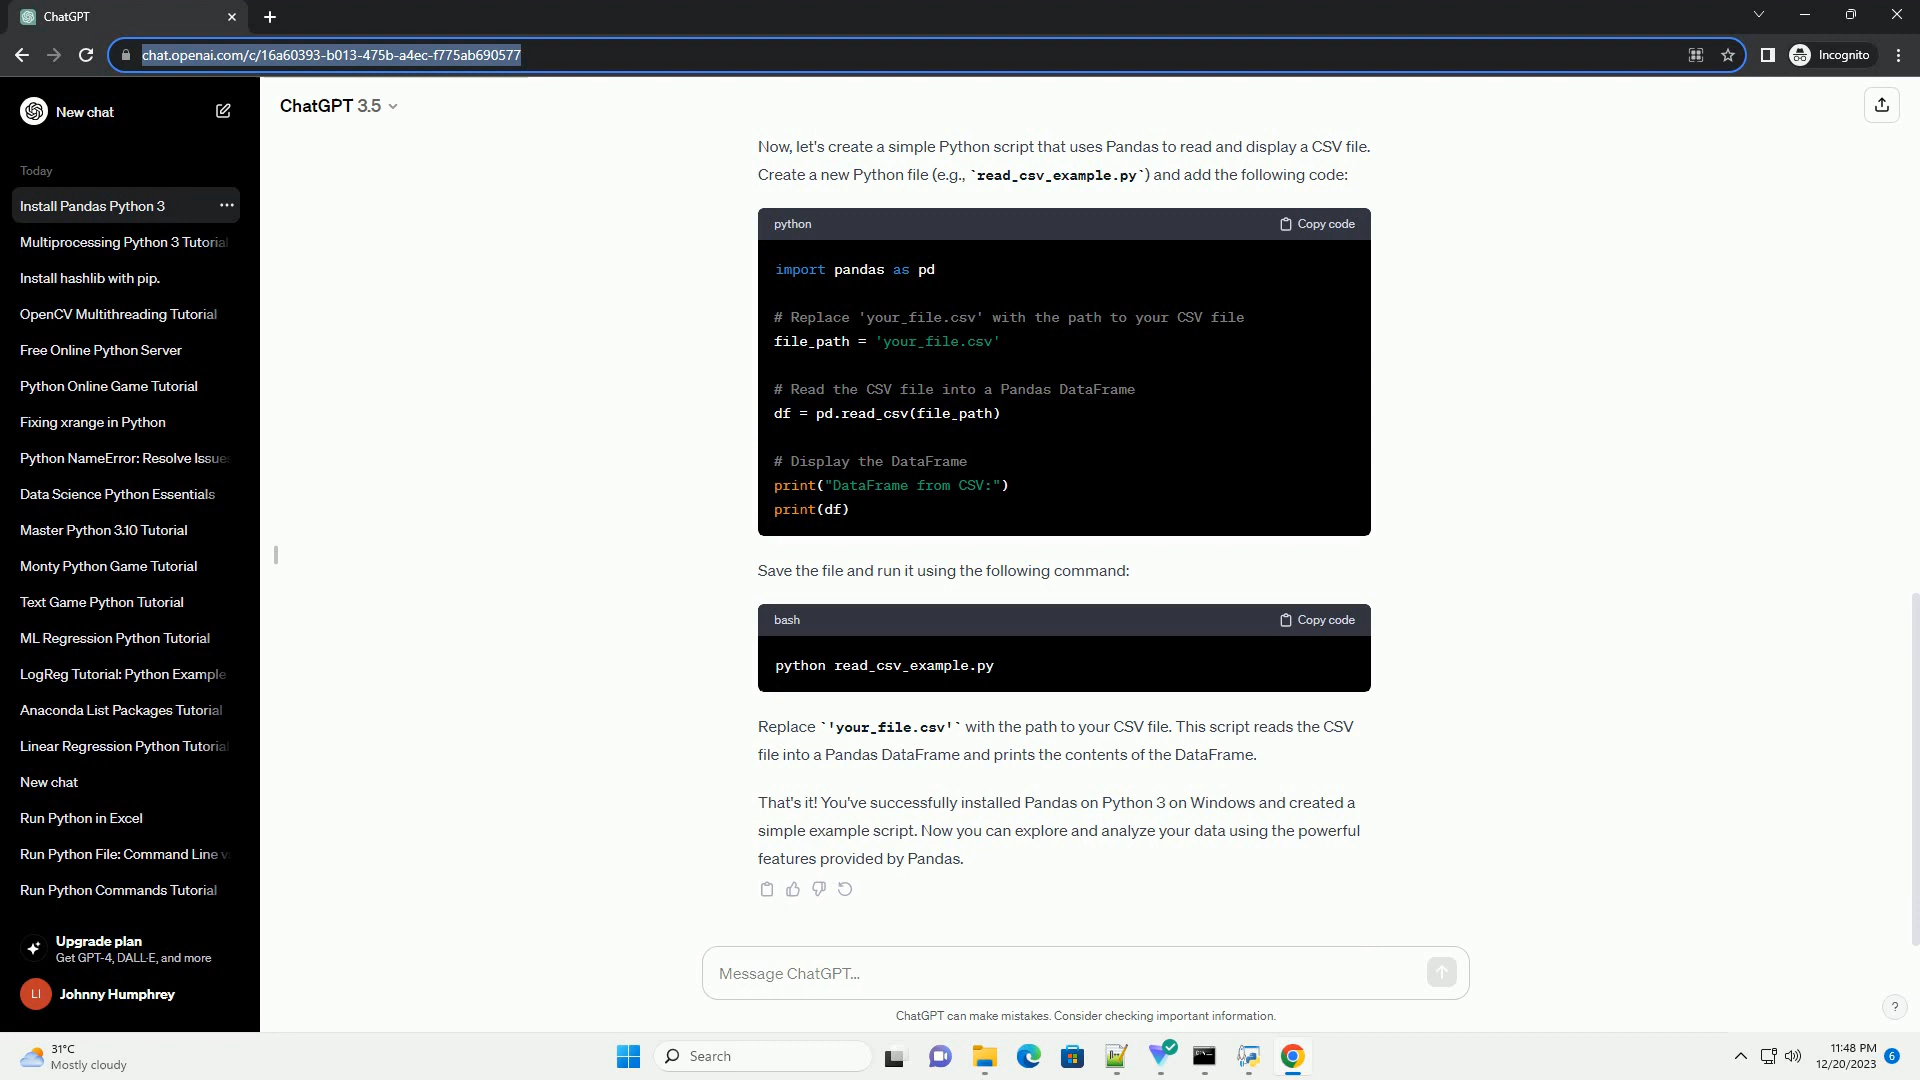 ChatGPT
chat.openai.com/c/16a60393-b013-475b-a4ec-f775ab690577
Incognito
New chat
Today
Install Pandas Python 3
Multiprocessing Python 3 Tutorial
Install hashlib with pip.
OpenCV Multithreading Tutorial
Free Online Python Server
Python Online Game Tutorial
Fixing xrange in Python
Python NameError: Resolve Issues
Data Science Python Essentials
Master Python 3.10 Tutorial
Monty Python Game Tutorial
Text Game Python Tutorial
ML Regression Python Tutorial
LogReg Tutorial: Python Example
Anaconda List Packages Tutorial
Linear Regression Python Tutorial
New chat
Run Python in Excel
Run Python File: Command Line v
Run Python Commands Tutorial
Upgrade plan
Get GPT-4, DALL·E, and more
LI
Johnny Humphrey
ChatGPT 3.5
Now, let's create a simple Python script that uses Pandas to read and display a CSV file.
Create a new Python file (e.g., `read_csv_example.py`) and add the following code:
python
Copy code
import pandas as pd
# Replace 'your_file.csv' with the path to your CSV file
file_path = 'your_file.csv'
# Read the CSV file into a Pandas DataFrame
df = pd.read_csv(file_path)
# Display the DataFrame
print("DataFrame from CSV:")
print(df)
Save the file and run it using the following command:
bash
Copy code
python read_csv_example.py
Replace `'your_file.csv'` with the path to your CSV file. This script reads the CSV
file into a Pandas DataFrame and prints the contents of the DataFrame.
That's it! You've successfully installed Pandas on Python 3 on Windows and created a
simple example script. Now you can explore and analyze your data using the powerful
features provided by Pandas.
Message ChatGPT...
ChatGPT can make mistakes. Consider checking important information.
?
31°C
Mostly cloudy
Search
11:48 PM
12/20/2023
6